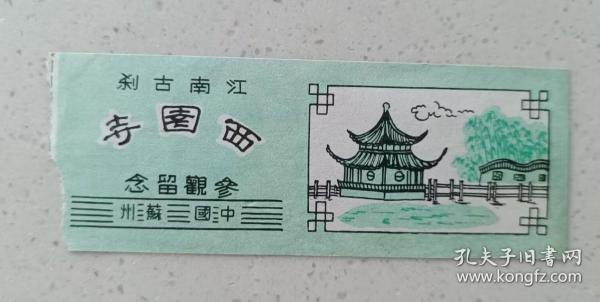 江南古刹
西園寺
參觀留念
中國蘇州
孔夫子旧書网
www.kongfz.com